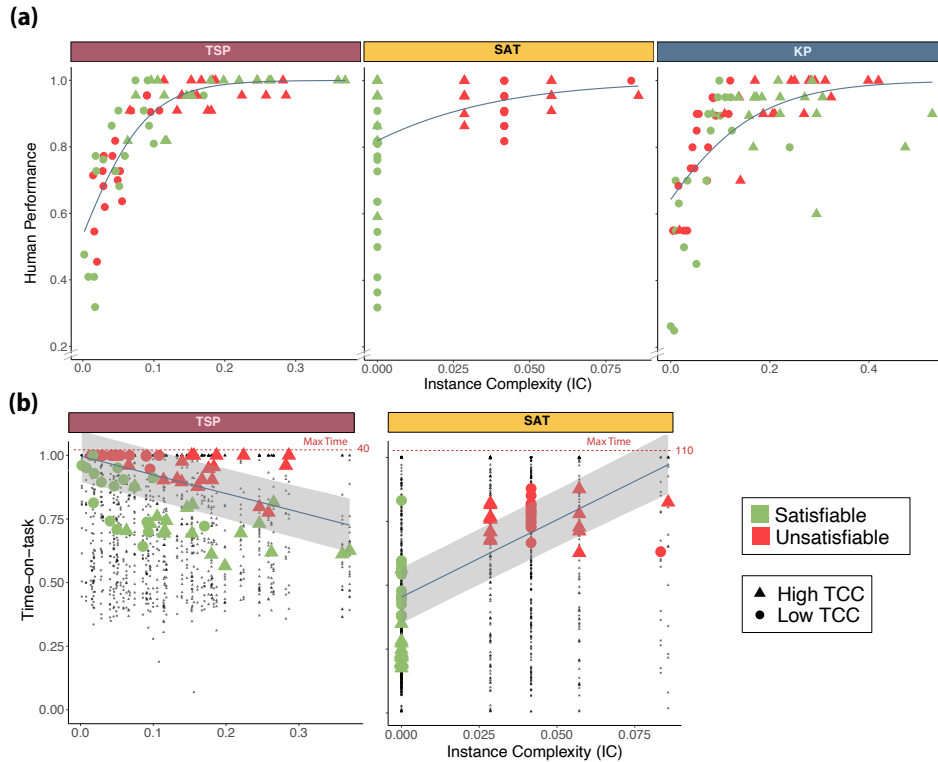 (a)
TSP SAT KP
Human Performance
1.0
0.8
0.6
0.4
0.2
0.0 0.1 0.2 0.3 0.000 0.025 0.050 0.075 0.0 0.2 0.4
Instance Complexity (IC)
(b)
TSP SAT
Max Time 40 Max Time 110
Time-on-task
1.00
0.75
0.50
0.25
0.00
0.0 0.1 0.2 0.3 0.000 0.025 0.050 0.075
Instance Complexity (IC)
Satisfiable
Unsatisfiable
High TCC
Low TCC